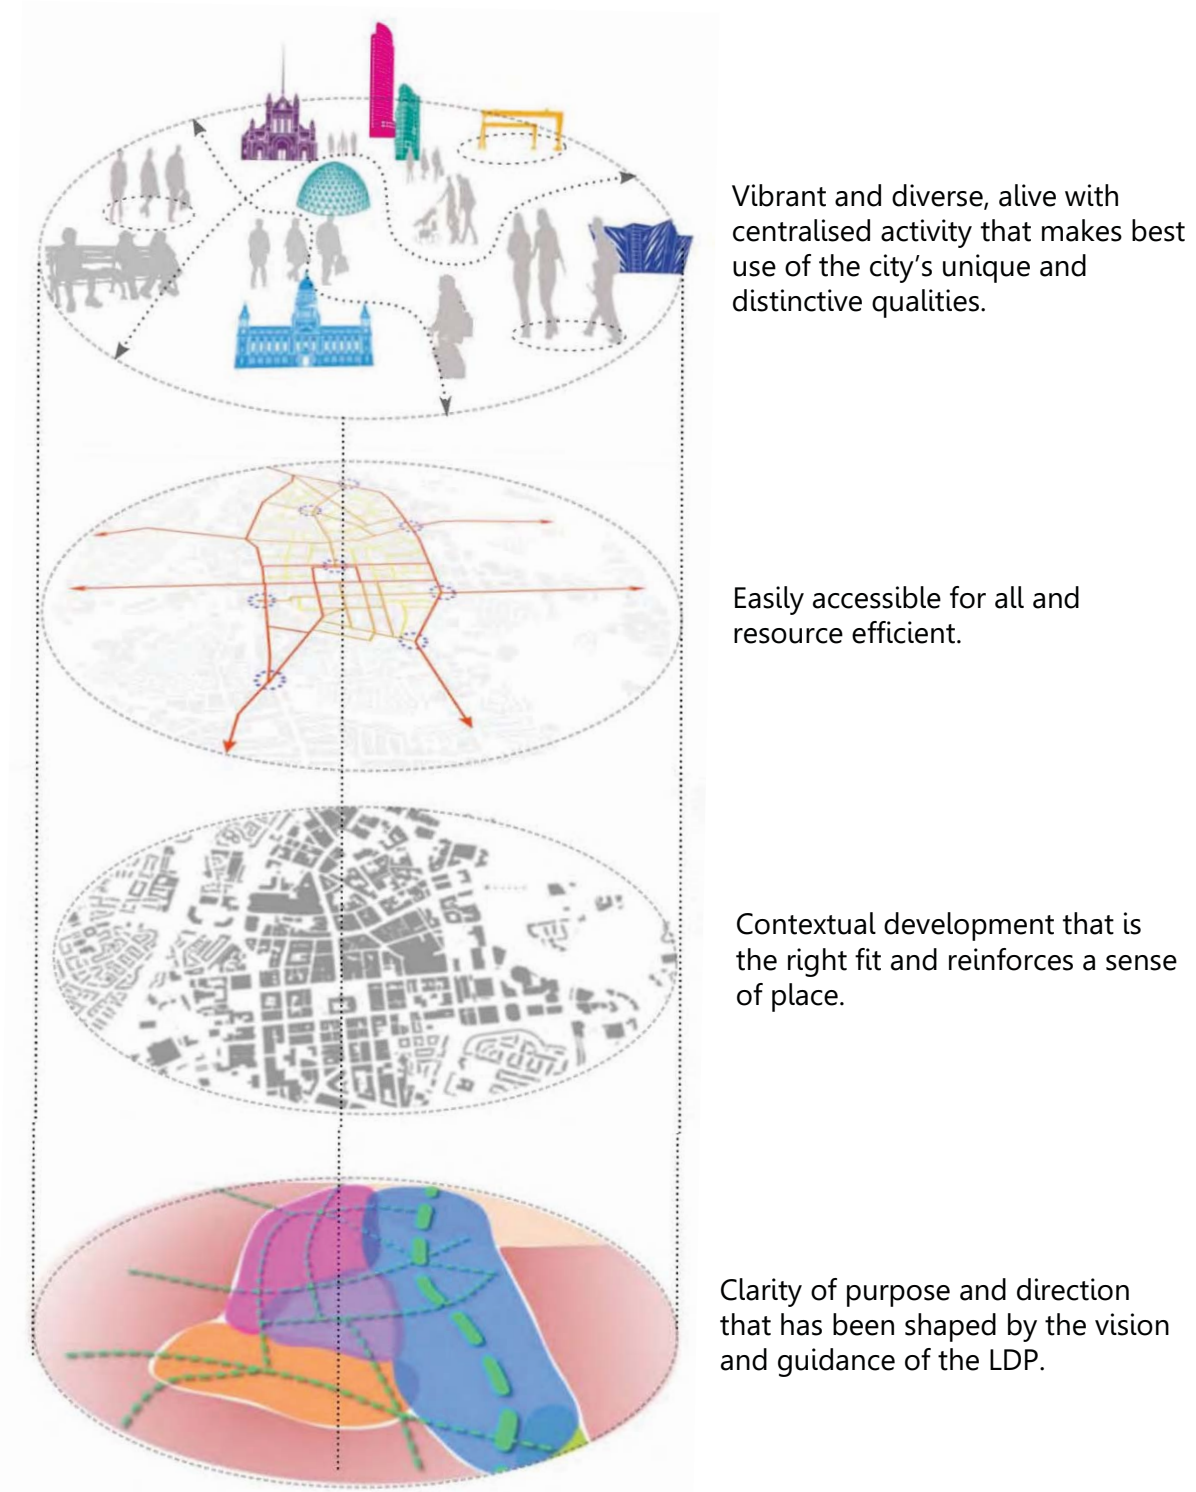 Vibrant and diverse, alive with
centralised activity that makes best
use of the city’s unique and
distinctive qualities.
Easily accessible for all and
resource efficient.
Contextual development that is
the right fit and reinforces a sense
of place.
Clarity of purpose and direction
that has been shaped by the vision
and guidance of the LDP.